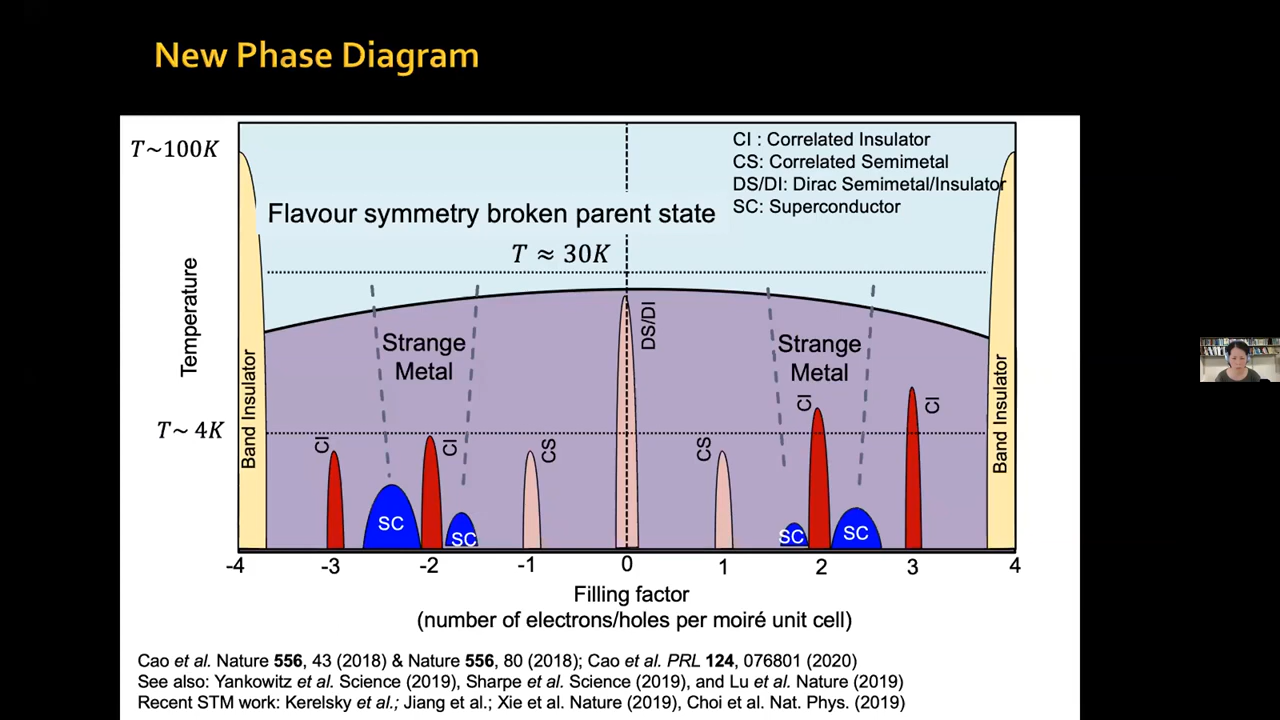 New Phase Diagram
T~100K
CI : Correlated Insulator
CS: Correlated Semimetal
DS/DI: Dirac Semimetal/Insulator
SC: Superconductor
Flavour symmetry broken parent state
T ≈ 30K
Temperature
DS/DI
Strange
Metal
Strange
Metal
Band Insulator
Band Insulator
T~ 4K
CI
CI
CS
CS
CI
CI
SC
SC
SC
SC
-4 -3 -2 -1 0 1 2 3 4
Filling factor
(number of electrons/holes per moiré unit cell)
Cao et al. Nature 556, 43 (2018) & Nature 556, 80 (2018); Cao et al. PRL 124, 076801 (2020)
See also: Yankowitz et al. Science (2019), Sharpe et al. Science (2019), and Lu et al. Nature (2019)
Recent STM work: Kerelsky et al.; Jiang et al.; Xie et al. Nature (2019), Choi et al. Nat. Phys. (2019)